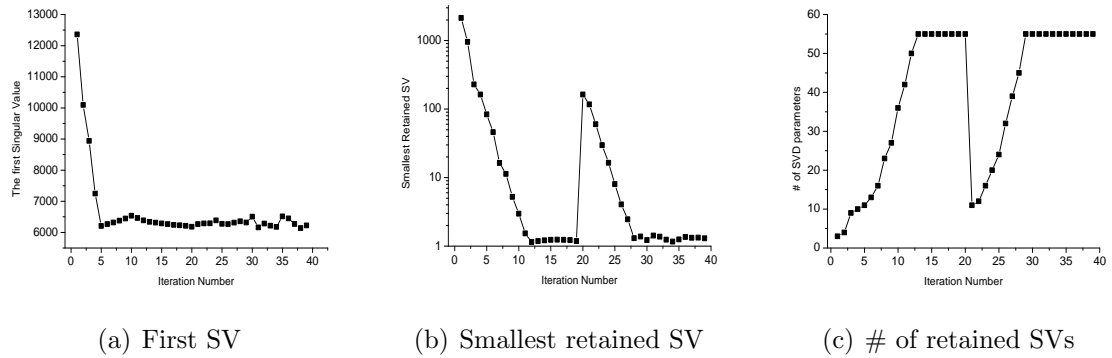 13000
12000
11000
10000
9000
8000
7000
6000
The first Singular Value
0 5 10 15 20 25 30 35 40
Iteration Number
1000
100
10
1
Smallest Retained SV
0 5 10 15 20 25 30 35 40
Iteration Number
60
50
40
30
20
10
0
# of SVD parameters
0 5 10 15 20 25 30 35 40
Iteration Number
(a) First SV
(b) Smallest retained SV
(c) # of retained SVs